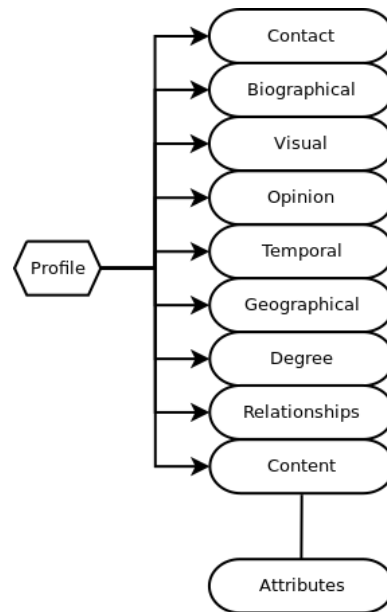 Contact
Biographical
Visual
Opinion
Temporal
Profile
Geographical
Degree
Relationships
Content
Attributes